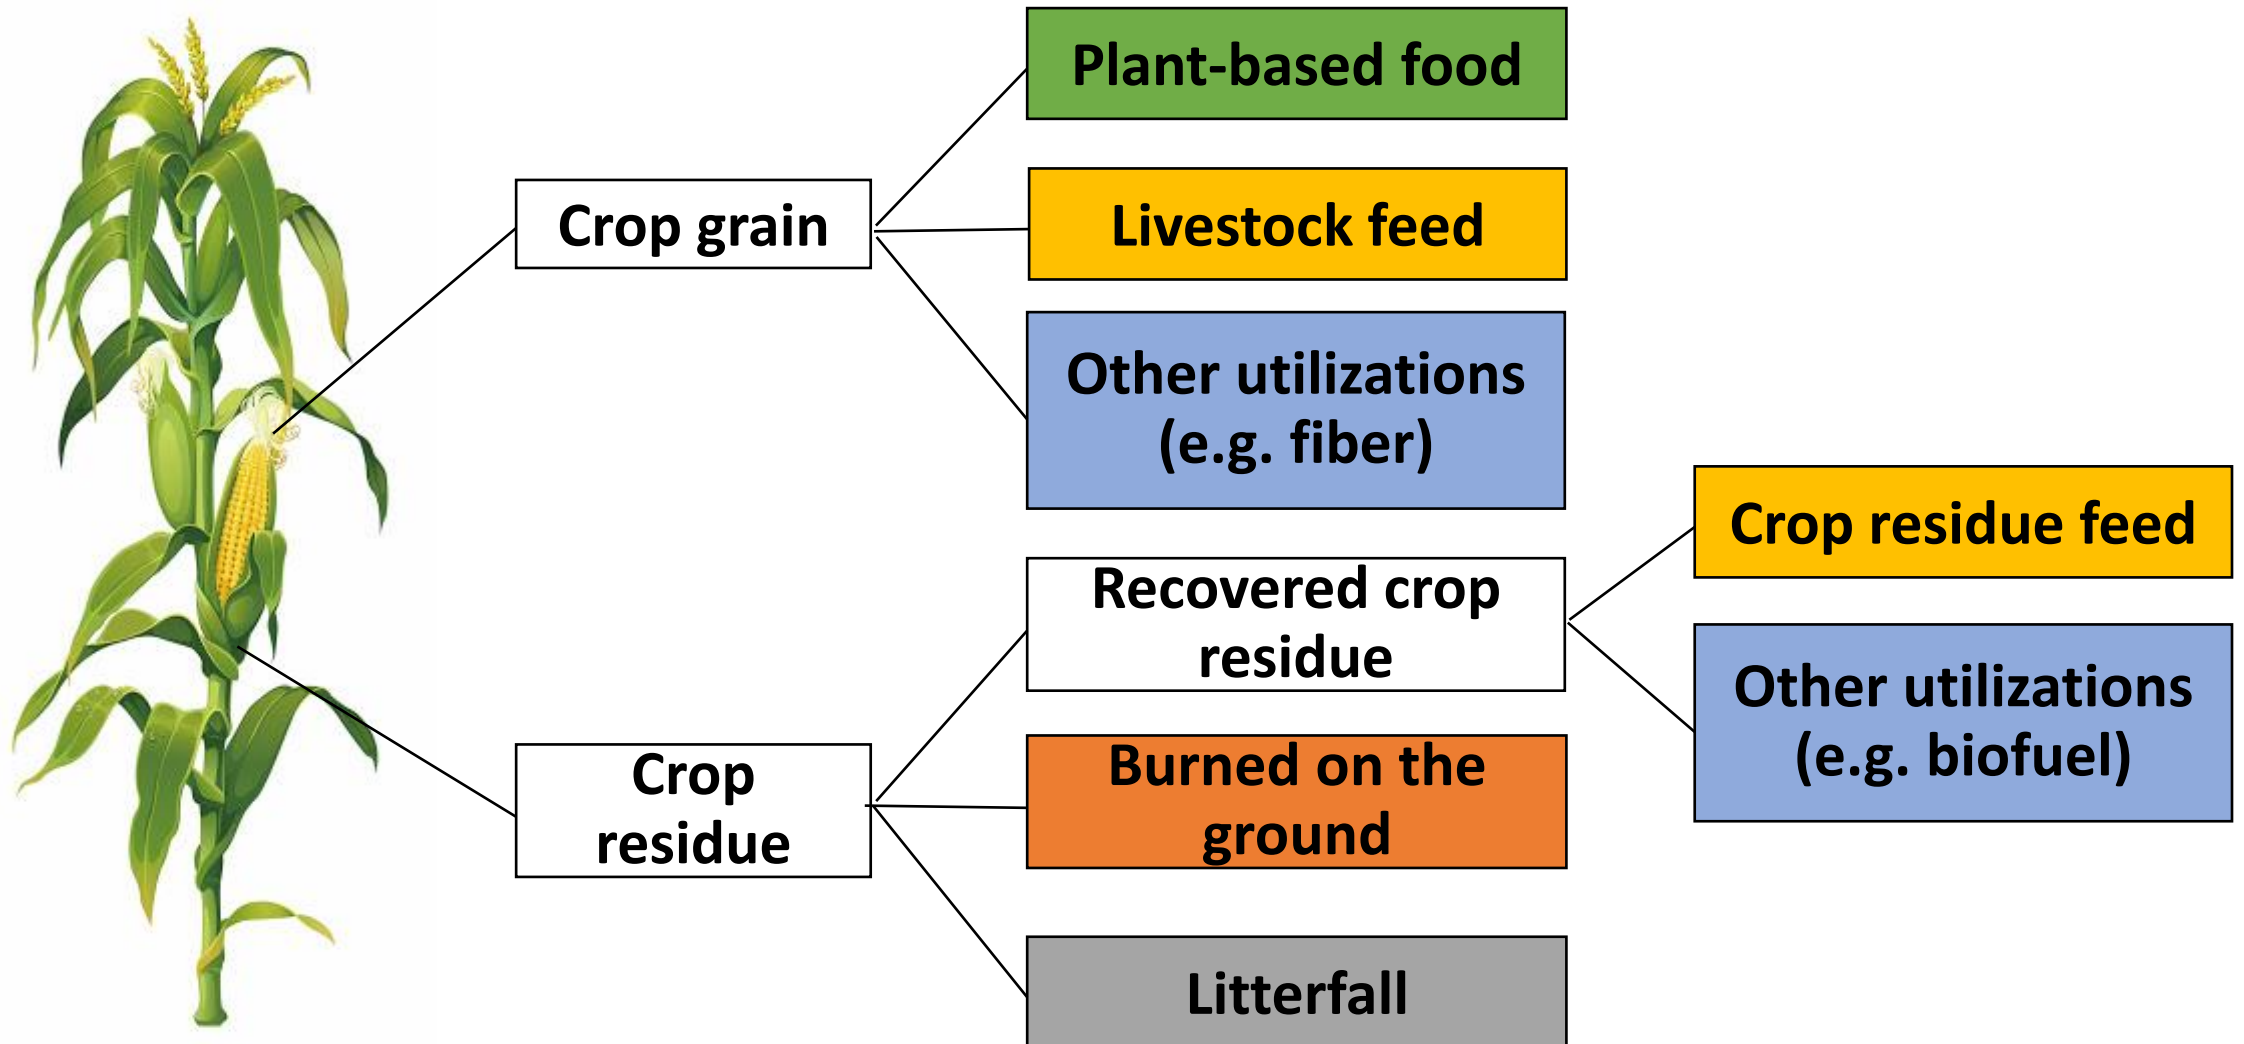 Plant-based food
Crop grain
Livestock feed
Other utilizations
(e.g. fiber)
Crop residue feed
Recovered crop
residue
Other utilizations
(e.g. biofuel)
Crop
residue
Burned on the
ground
Litterfall